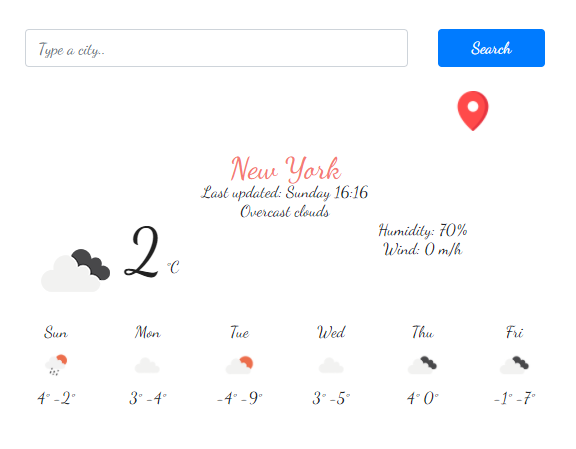 Type a city..
Search
New York
Last updated: Sunday 16:16
Overcast clouds
Humidity: 70%
Wind: 0 m/h
2 °C
Sun Mon Tue Wed Thu Fri
4° -2° 3° -4° -4° -9° 3° -5° 4° 0° -1° -7°